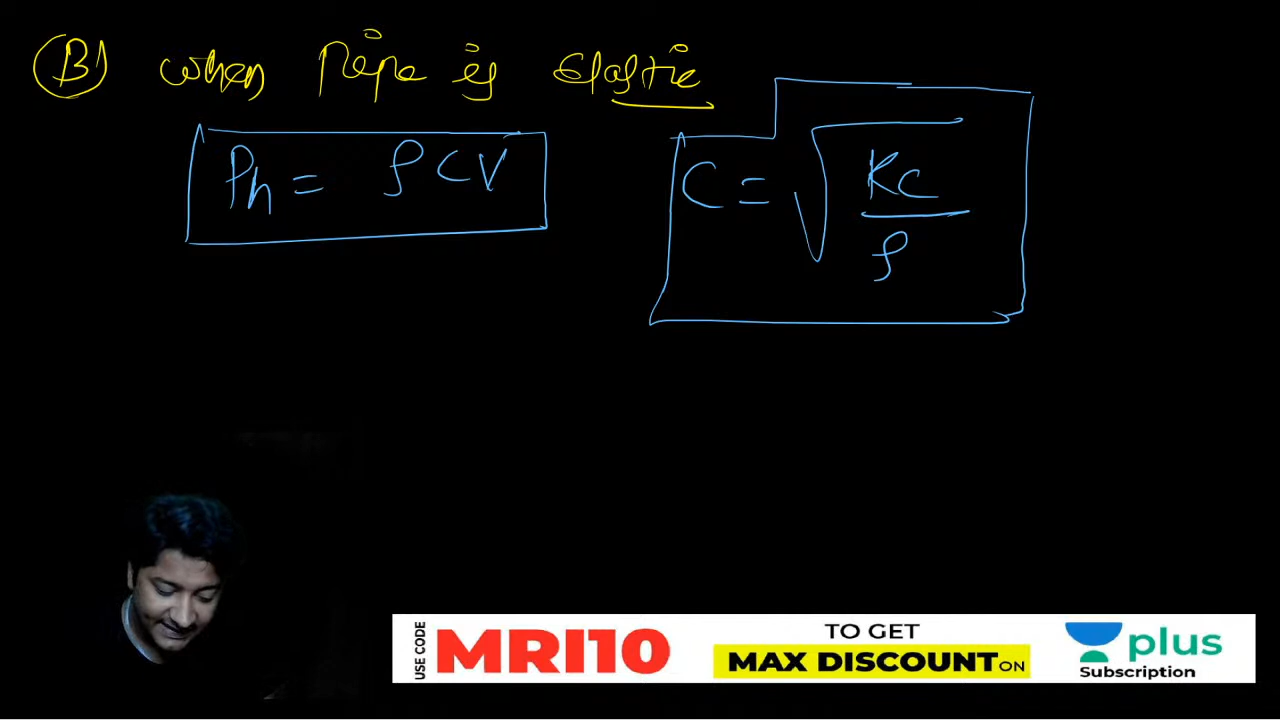 (B) when Pipe is Elastic
Ph = ρCV
C = √(Kc/ρ)
USE CODE
MRI10
TO GET
MAX DISCOUNT ON
plus
Subscription